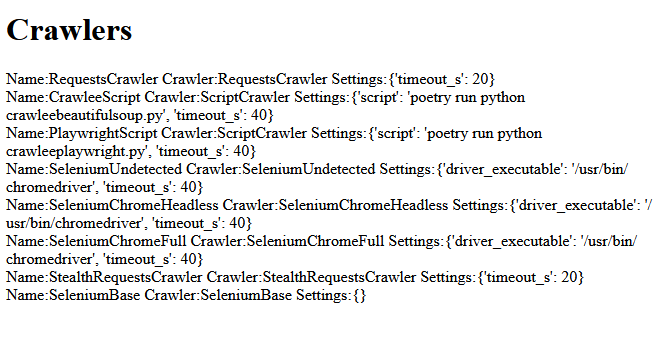 Crawlers
Name:RequestsCrawler Crawler:RequestsCrawler Settings:{'timeout_s': 20}
Name:CrawleeScript Crawler:ScriptCrawler Settings:{'script': 'poetry run python
crawleebeautifulsoup.py', 'timeout_s': 40}
Name:PlaywrightScript Crawler:ScriptCrawler Settings:{'script': 'poetry run python
crawleeplaywright.py', 'timeout_s': 40}
Name:SeleniumUndetected Crawler:SeleniumUndetected Settings:{'driver_executable': '/usr/bin/
chromedriver', 'timeout_s': 40}
Name:SeleniumChromeHeadless Crawler:SeleniumChromeHeadless Settings:{'driver_executable': '/
usr/bin/chromedriver', 'timeout_s': 40}
Name:SeleniumChromeFull Crawler:SeleniumChromeFull Settings:{'driver_executable': '/usr/bin/
chromedriver', 'timeout_s': 40}
Name:StealthRequestsCrawler Crawler:StealthRequestsCrawler Settings:{'timeout_s': 20}
Name:SeleniumBase Crawler:SeleniumBase Settings:{}